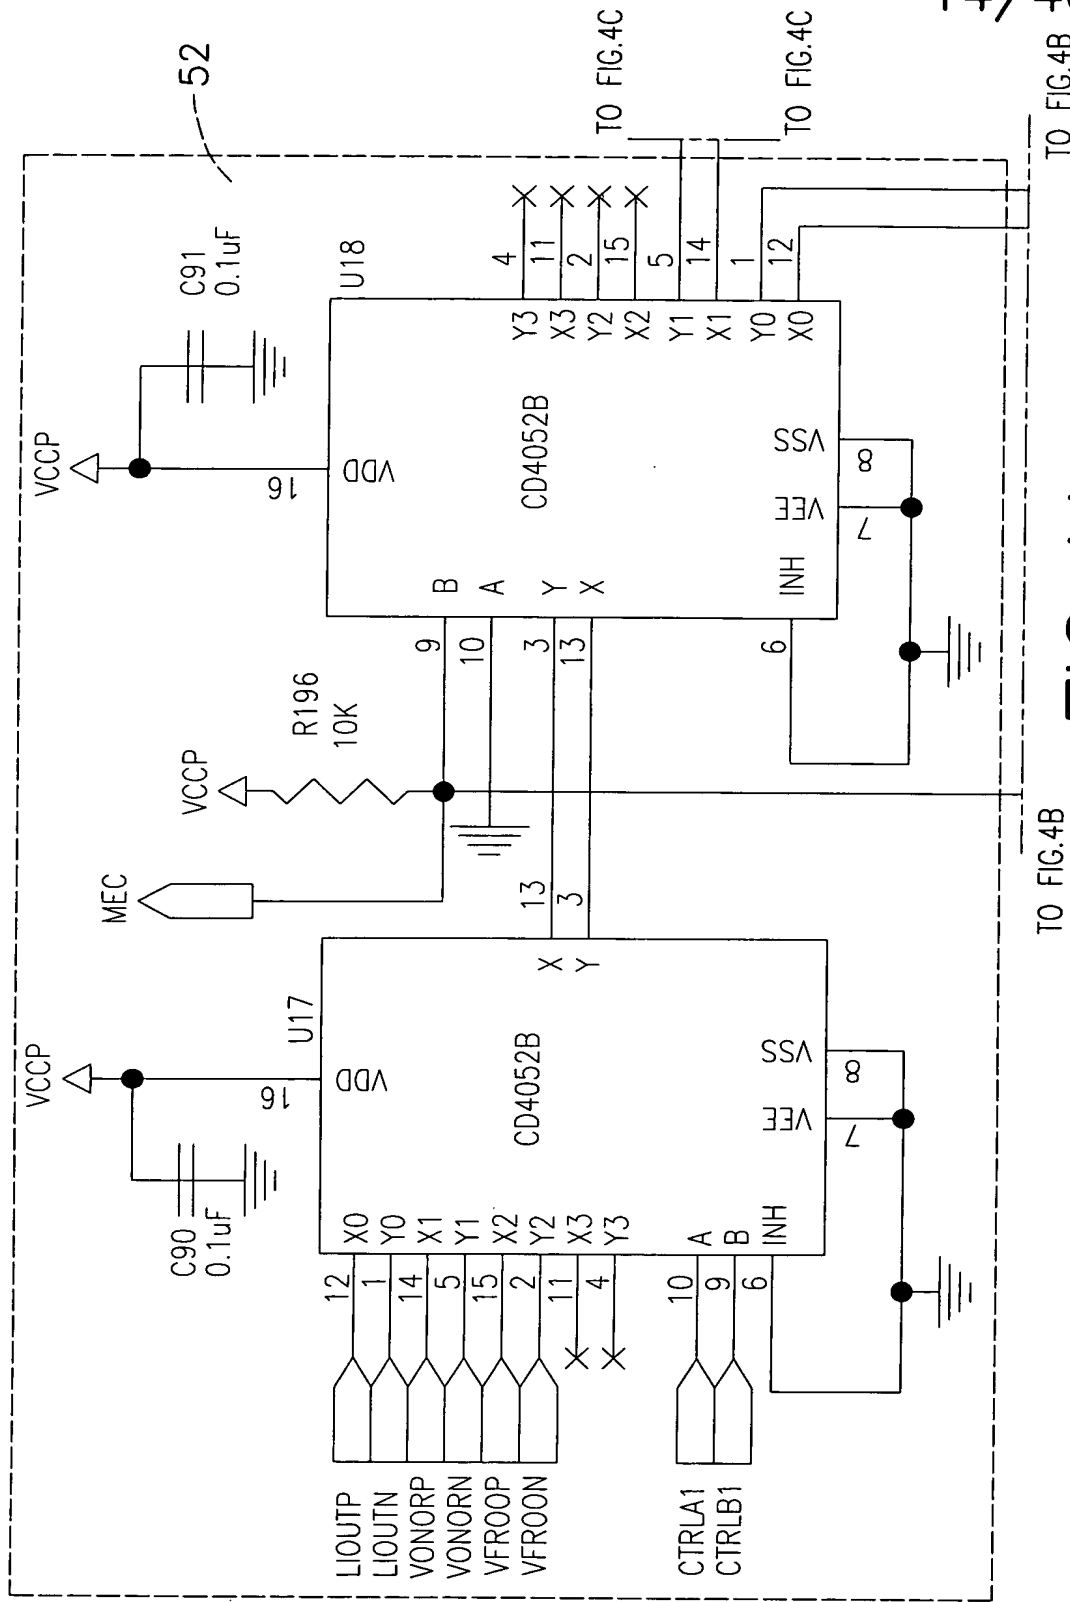 52
VCCP
C91
0.1uF
16
VDD
U18
CD4052B
Y3
X3
Y2
X2
Y1
X1
Y0
X0
4
11
2
15
5
14
1
12
TO FIG.4C
TO FIG.4C
TO FIG.4B
B
A
Y
X
INH
9
10
3
13
6
VEE
VSS
7
8
VCCP
R196
10K
MEC
TO FIG.4B
VCCP
C90
0.1uF
16
VDD
U17
CD4052B
X
Y
13
3
X0
Y0
X1
Y1
X2
Y2
X3
Y3
A
B
INH
12
1
14
5
15
2
11
4
10
9
6
VEE
VSS
7
8
LIOUTP
LIOUTN
VONORP
VONORN
VFROOP
VFROON
CTRLA1
CTRLB1